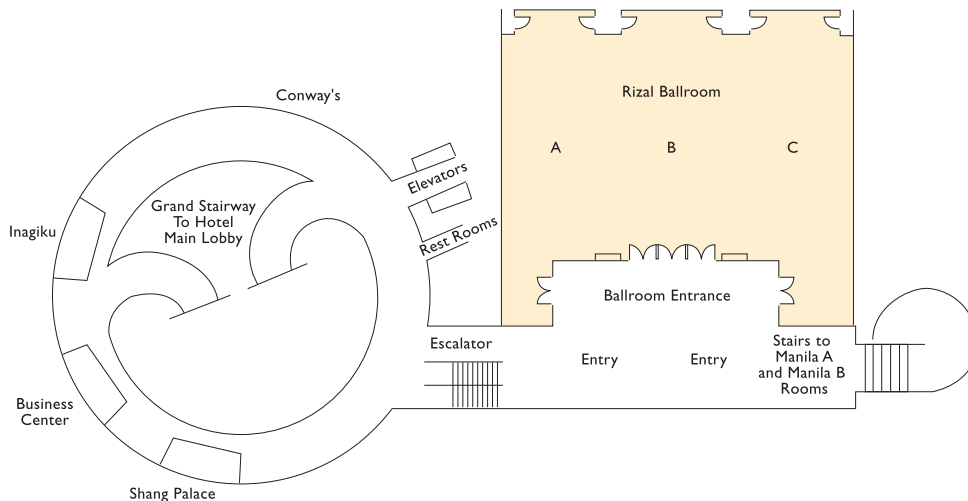 Conway's
Rizal Ballroom
A
B
C
Elevators
Grand Stairway
To Hotel
Main Lobby
Inagiku
Rest Rooms
Ballroom Entrance
Escalator
Entry
Entry
Stairs to
Manila A
and Manila B
Rooms
Business
Center
Shang Palace